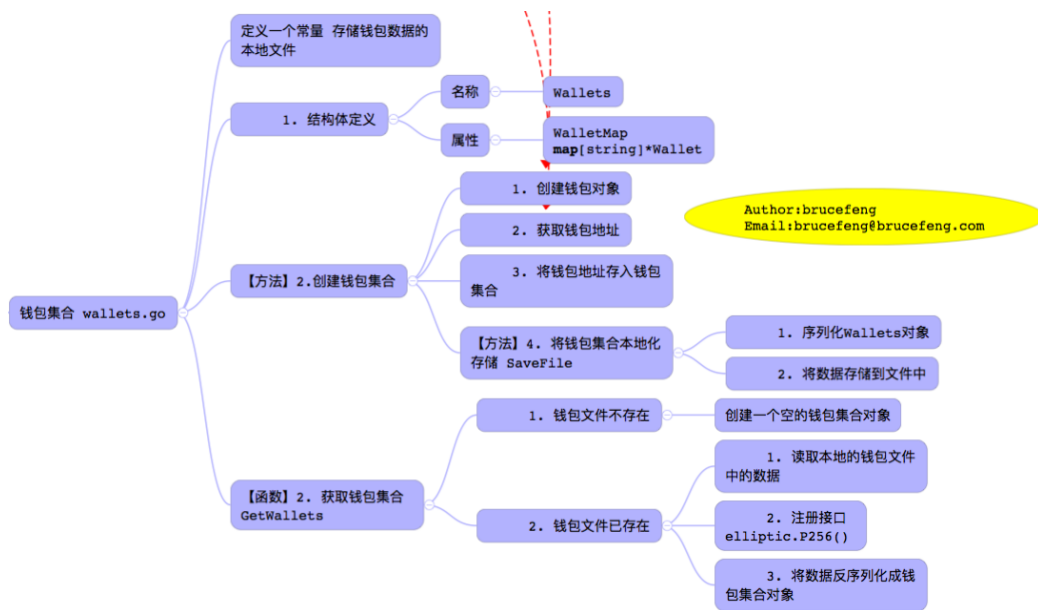 定义一个常量 存储钱包数据的
本地文件
名称
Wallets
1. 结构体定义
属性
WalletMap
map[string]*Wallet
1. 创建钱包对象
Author:brucefeng
Email:brucefeng@brucefeng.com
2. 获取钱包地址
3. 将钱包地址存入钱包
集合
【方法】2.创建钱包集合
钱包集合 wallets.go
【方法】4. 将钱包集合本地化
存储 SaveFile
1. 序列化Wallets对象
2. 将数据存储到文件中
1. 钱包文件不存在
创建一个空的钱包集合对象
【函数】2. 获取钱包集合
GetWallets
1. 读取本地的钱包文件
中的数据
2. 钱包文件已存在
2. 注册接口
elliptic.P256()
3. 将数据反序列化成钱
包集合对象